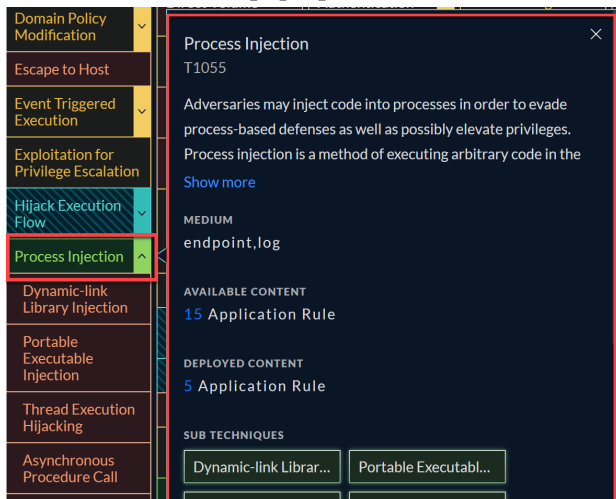 Domain Policy
Modification
Escape to Host
Event Triggered
Execution
Exploitation for
Privilege Escalation
Hijack Execution
Flow
Process Injection
Dynamic-link
Library Injection
Portable
Executable
Injection
Thread Execution
Hijacking
Asynchronous
Procedure Call
Process Injection
T1055
Adversaries may inject code into processes in order to evade
process-based defenses as well as possibly elevate privileges.
Process injection is a method of executing arbitrary code in the
Show more
MEDIUM
endpoint,log
AVAILABLE CONTENT
15 Application Rule
DEPLOYED CONTENT
5 Application Rule
SUB TECHNIQUES
Dynamic-link Librar...
Portable Executabl...